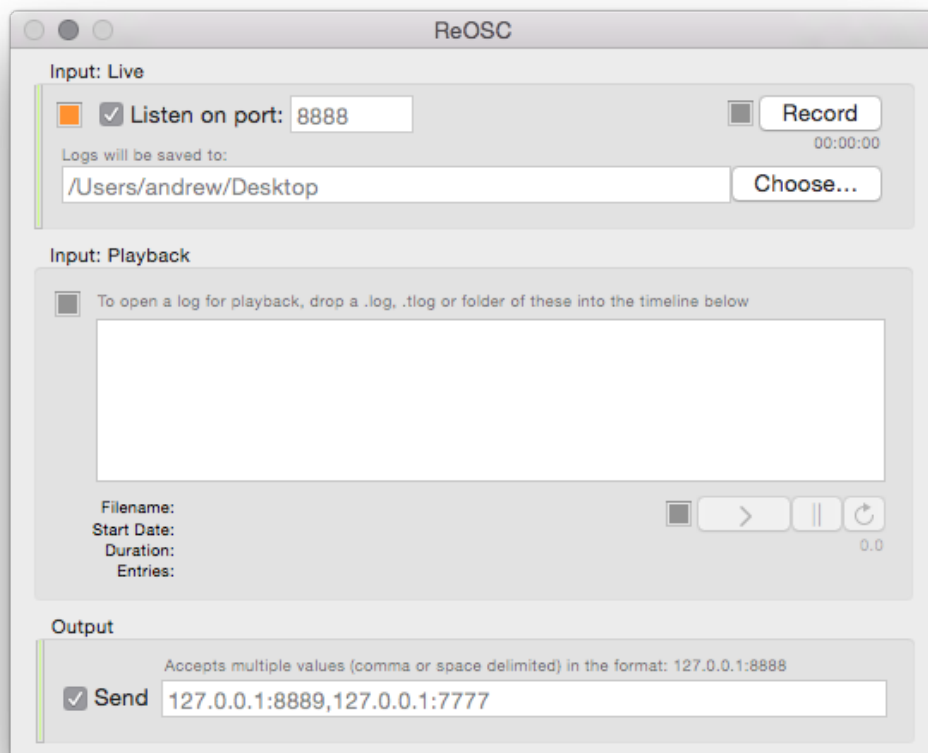 ReOSC
Input: Live
Listen on port: 8888
Record
00:00:00
Logs will be saved to:
/Users/andrew/Desktop
Choose...
Input: Playback
To open a log for playback, drop a .log, .tlog or folder of these into the timeline below
Filename:
Start Date:
Duration:
Entries:
0.0
Output
Accepts multiple values (comma or space delimited) in the format: 127.0.0.1:8888
Send 127.0.0.1:8889,127.0.0.1:7777